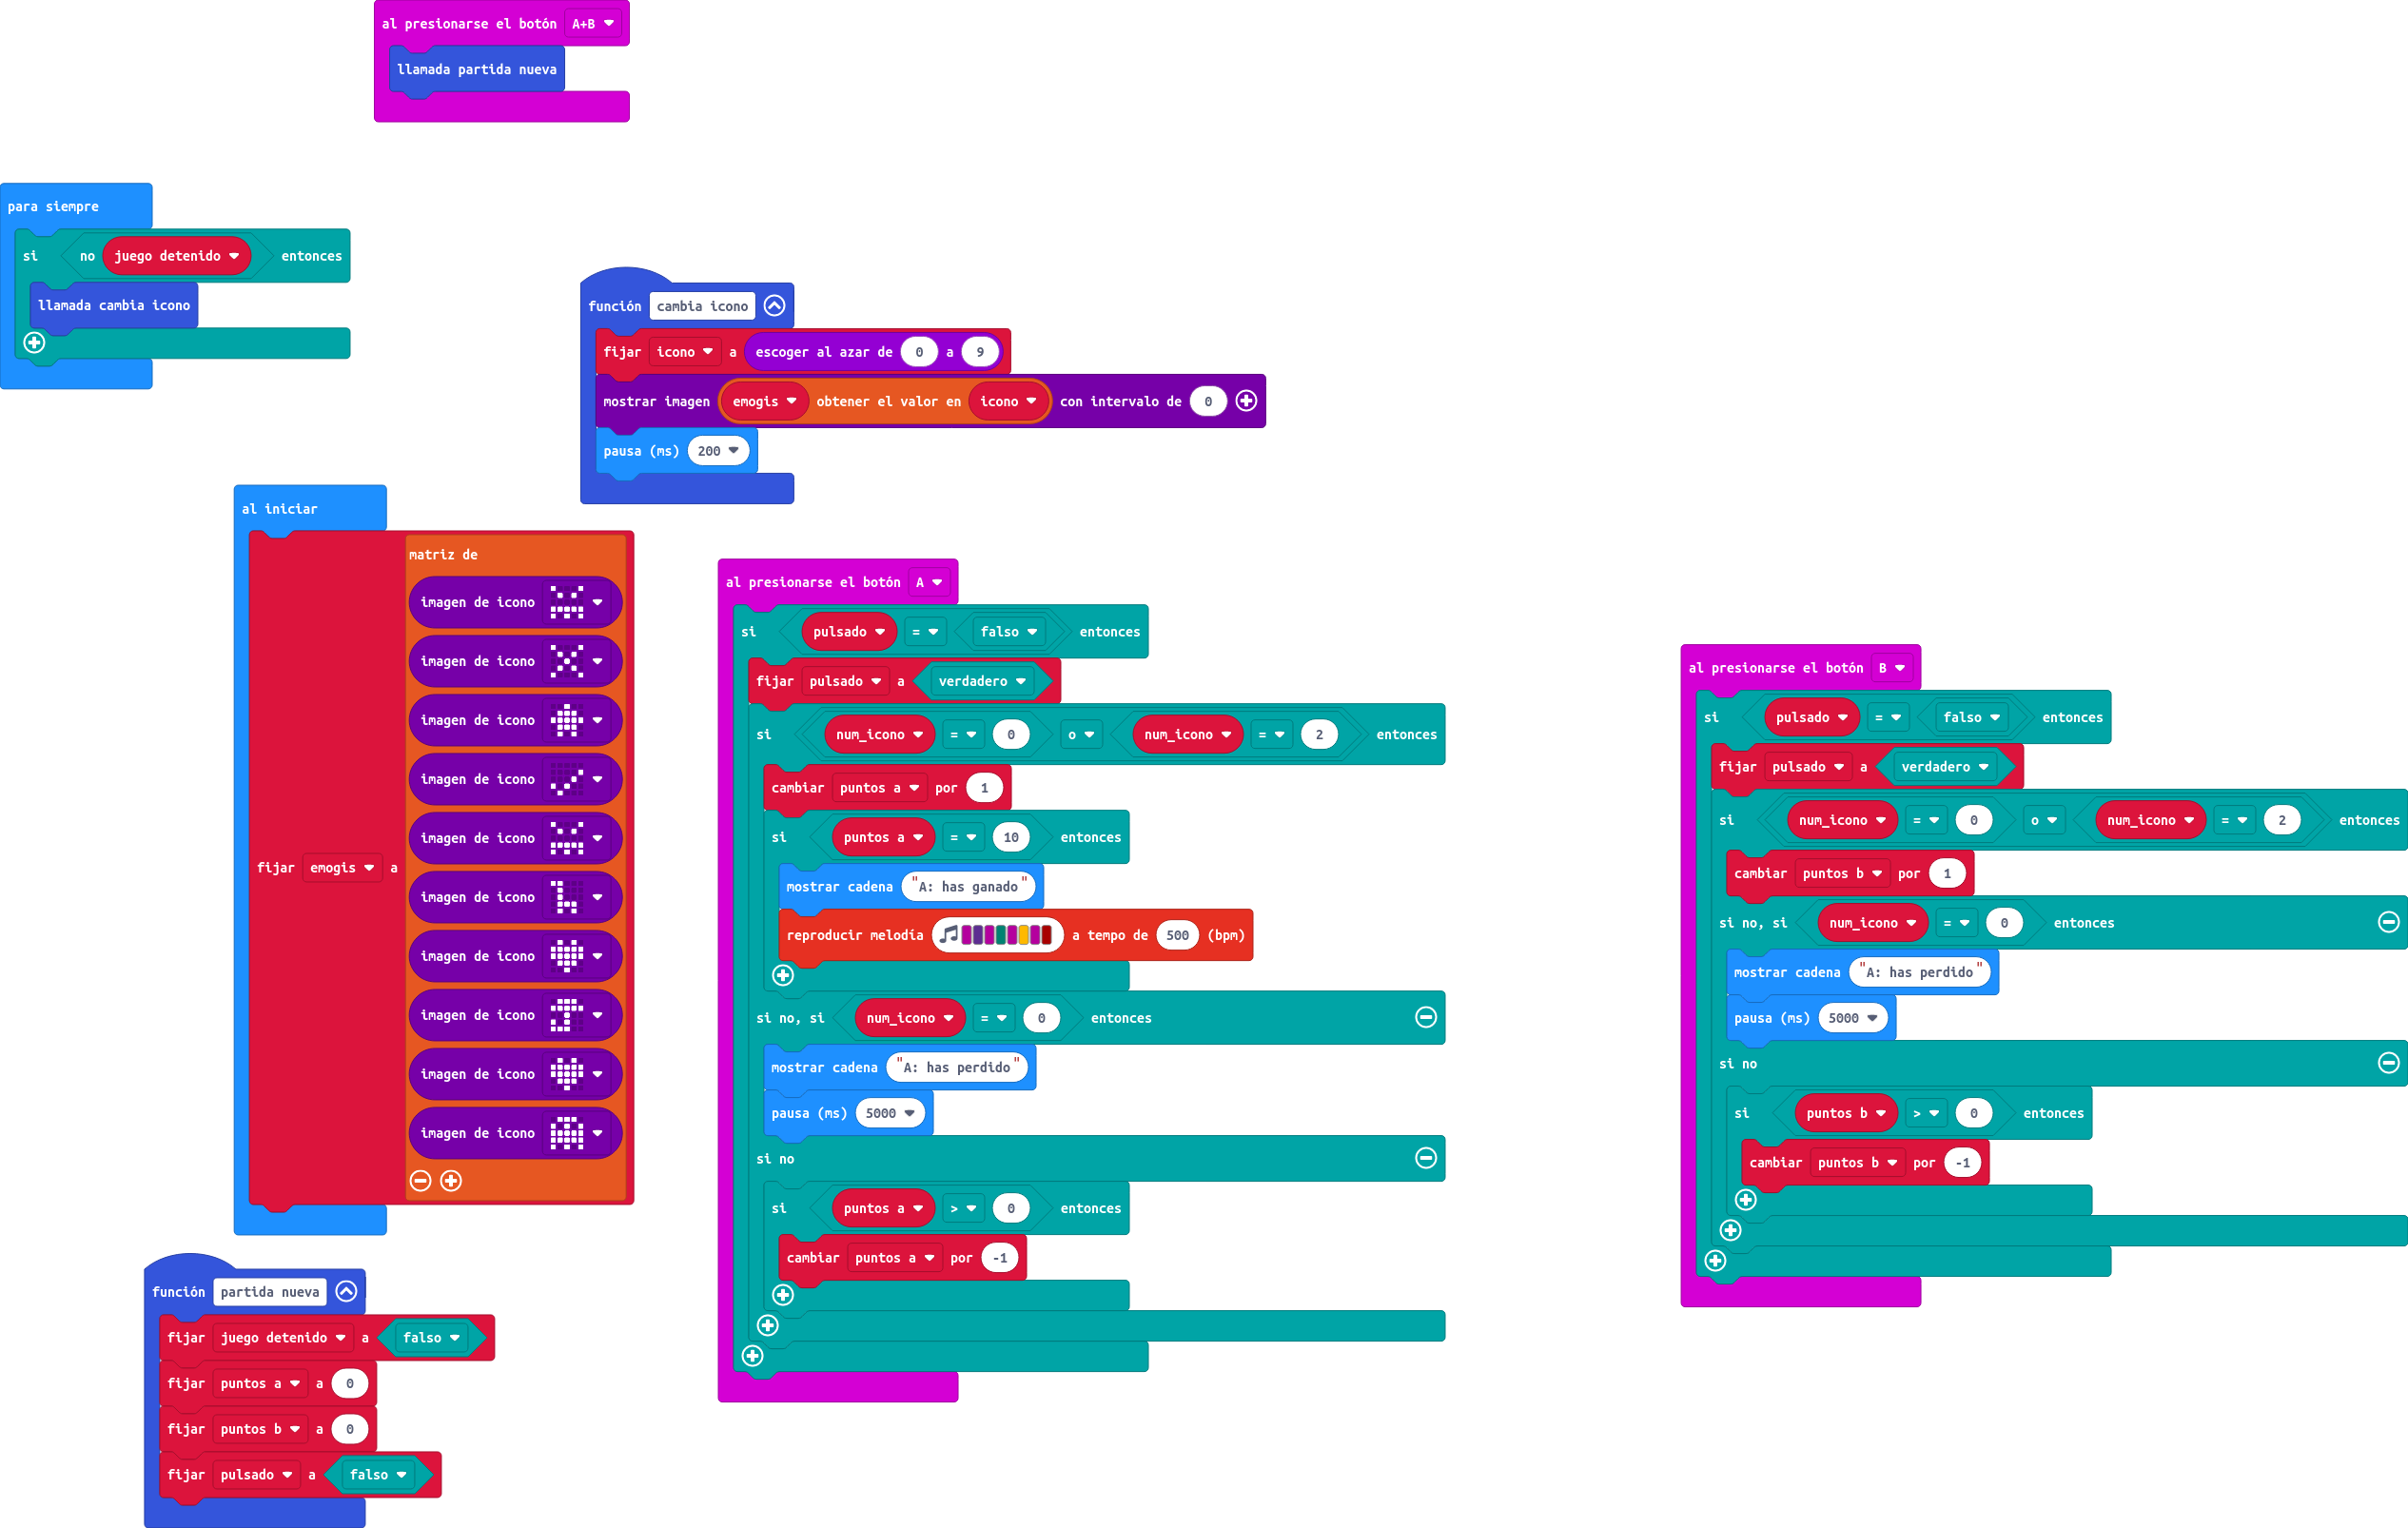 al presionarse el botón A+B
llamada partida nueva
para siempre
si no juego detenido entonces
llamada cambia icono
función cambia icono
fijar icono a escoger al azar de 0 a 9
mostrar imagen emogis obtener el valor en icono con intervalo de 0
pausa (ms) 200
al iniciar
fijar emogis a
matriz de
imagen de icono
imagen de icono
imagen de icono
imagen de icono
imagen de icono
imagen de icono
imagen de icono
imagen de icono
imagen de icono
imagen de icono
función partida nueva
fijar juego detenido a falso
fijar puntos a a 0
fijar puntos b a 0
fijar pulsado a falso
al presionarse el botón A
si pulsado = falso entonces
fijar pulsado a verdadero
si num_icono = 0 o num_icono = 2 entonces
cambiar puntos a por 1
si puntos a = 10 entonces
mostrar cadena "A: has ganado"
reproducir melodía a tempo de 500 (bpm)
si no, si num_icono = 0 entonces
mostrar cadena "A: has perdido"
pausa (ms) 5000
si no
si puntos a > 0 entonces
cambiar puntos a por -1
al presionarse el botón B
si pulsado = falso entonces
fijar pulsado a verdadero
si num_icono = 0 o num_icono = 2 entonces
cambiar puntos b por 1
si no, si num_icono = 0 entonces
mostrar cadena "A: has perdido"
pausa (ms) 5000
si no
si puntos b > 0 entonces
cambiar puntos b por -1